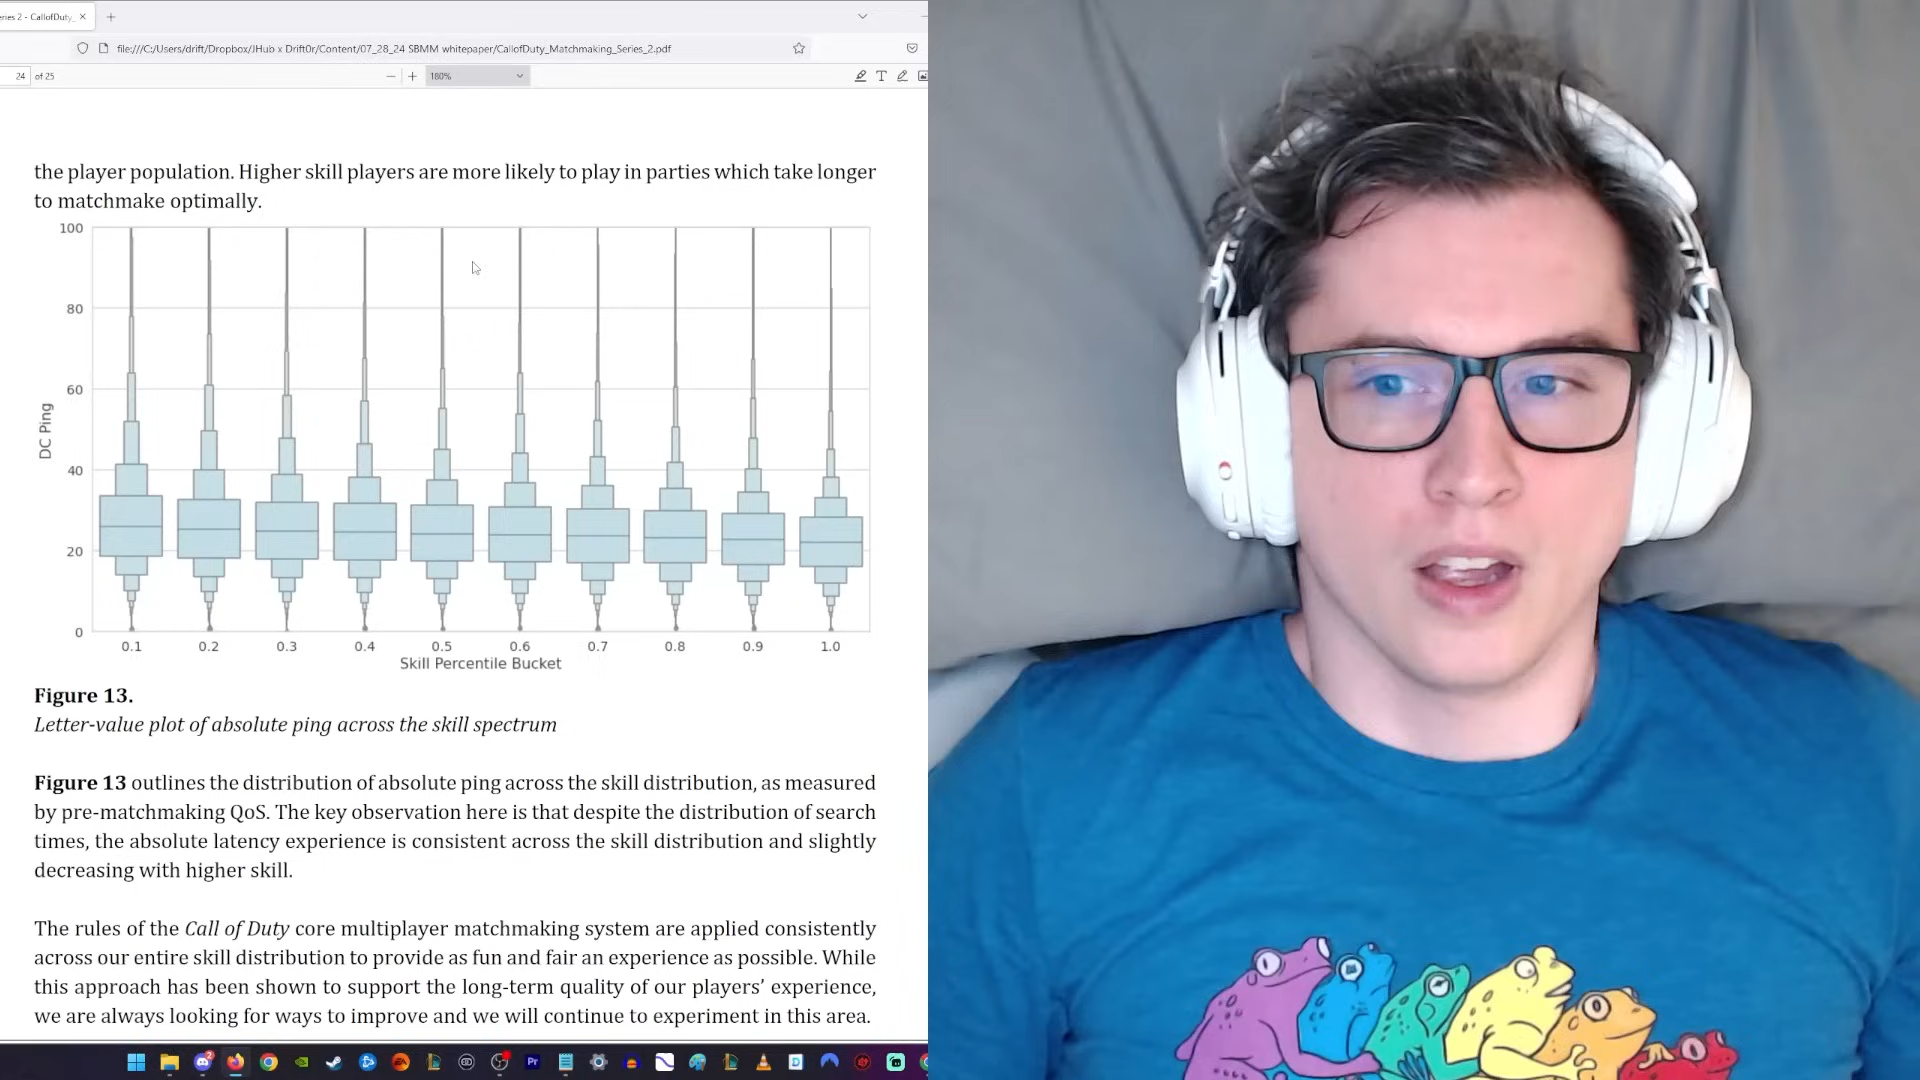 eries 2 - CallofDuty_
file:///C:/Users/drift/Dropbox/JHub x Drift0r/Content/07_28_24 SBMM whitepaper/CallofDuty_Matchmaking_Series_2.pdf
24 of 25
180%
the player population. Higher skill players are more likely to play in parties which take longer
to matchmake optimally.
100
80
60
40
20
0
DC Ping
0.1 0.2 0.3 0.4 0.5 0.6 0.7 0.8 0.9 1.0
Skill Percentile Bucket
Figure 13.
Letter-value plot of absolute ping across the skill spectrum
Figure 13 outlines the distribution of absolute ping across the skill distribution, as measured
by pre-matchmaking QoS. The key observation here is that despite the distribution of search
times, the absolute latency experience is consistent across the skill distribution and slightly
decreasing with higher skill.
The rules of the Call of Duty core multiplayer matchmaking system are applied consistently
across our entire skill distribution to provide as fun and fair an experience as possible. While
this approach has been shown to support the long-term quality of our players’ experience,
we are always looking for ways to improve and we will continue to experiment in this area.
Pr